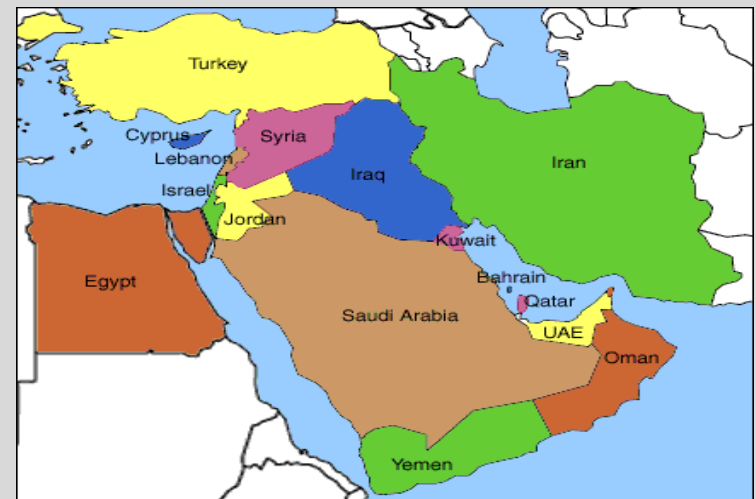 Turkey
Cyprus
Syria
Lebanon
Iran
Iraq
Israel
Jordan
Kuwait
Egypt
Bahrain
Qatar
Saudi Arabia
UAE
Oman
Yemen